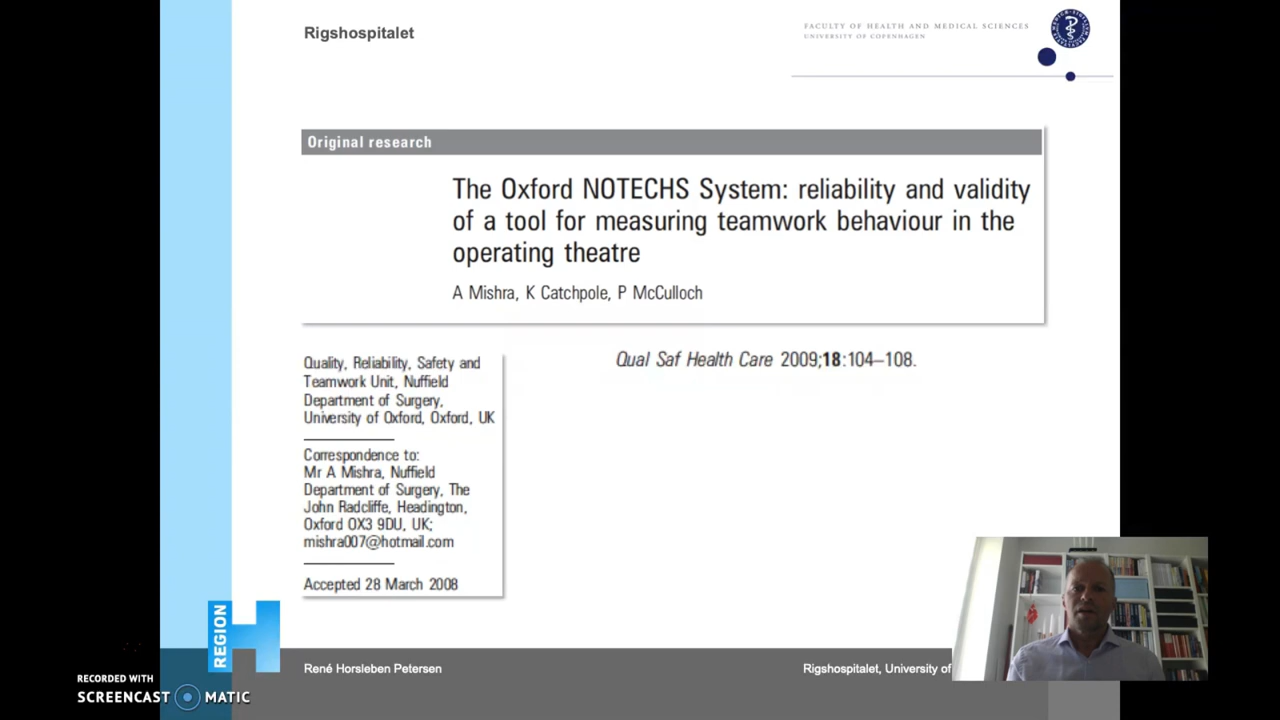 Rigshospitalet
FACULTY OF HEALTH AND MEDICAL SCIENCES
UNIVERSITY OF COPENHAGEN
Original research
The Oxford NOTECHS System: reliability and validity
of a tool for measuring teamwork behaviour in the
operating theatre
A Mishra, K Catchpole, P McCulloch
Quality, Reliability, Safety and
Teamwork Unit, Nuffield
Department of Surgery,
University of Oxford, Oxford, UK
Correspondence to:
Mr A Mishra, Nuffield
Department of Surgery, The
John Radcliffe, Headington,
Oxford OX3 9DU, UK;
mishra007@hotmail.com
Accepted 28 March 2008
Qual Saf Health Care 2009;18:104–108.
REGION
H
René Horsleben Petersen
Rigshospitalet, University of
RECORDED WITH
SCREENCAST MATIC